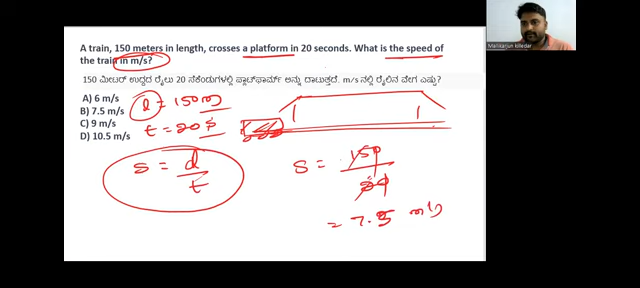 A train, 150 meters in length, crosses a platform in 20 seconds. What is the speed of
the train in m/s?
150 ಮೀಟರ್ ಉದ್ದದ ರೈಲು 20 ಸೆಕೆಂಡುಗಳಲ್ಲಿ ಪ್ಲಾಟ್‌ಫಾರ್ಮ್ ಅನ್ನು ದಾಟುತ್ತದೆ. m/s ನಲ್ಲಿ ರೈಲಿನ ವೇಗ ಎಷ್ಟು?
A) 6 m/s
B) 7.5 m/s
C) 9 m/s
D) 10.5 m/s
d = 150 m
t = 20 s
s = d/t
s = 150/20
= 7.5 m/s
Mallikarjun killedar